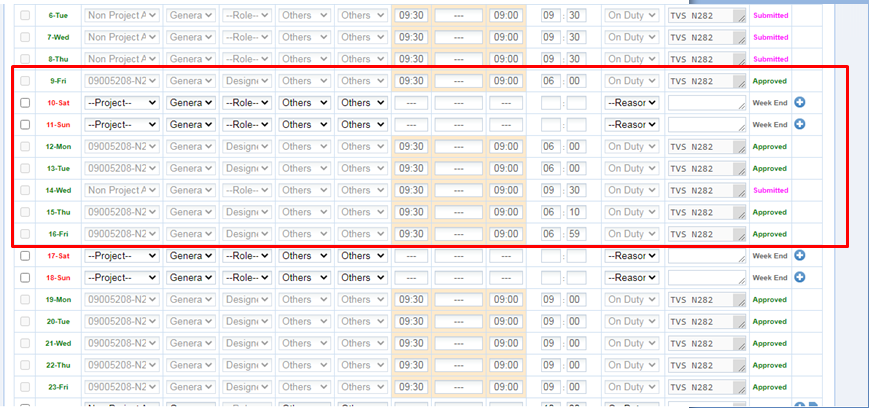 6-Tue Non Project A Genera --Role-- Others Others 09:30 --- 09:00 09 : 30 On Duty TVS N282 Submitted
7-Wed Non Project A Genera --Role-- Others Others 09:30 --- 09:00 09 : 30 On Duty TVS N282 Submitted
8-Thu Non Project A Genera --Role-- Others Others 09:30 --- 09:00 09 : 30 On Duty TVS N282 Submitted
9-Fri 09005208-N2 Genera Designe Others Others 09:30 --- 09:00 06 : 00 On Duty TVS N282 Approved
10-Sat --Project-- Genera --Role-- Others Others --- --- --- : --Reason Week End
11-Sun --Project-- Genera --Role-- Others Others --- --- --- : --Reason Week End
12-Mon 09005208-N2 Genera Designe Others Others 09:30 --- 09:00 06 : 00 On Duty TVS N282 Approved
13-Tue 09005208-N2 Genera Designe Others Others 09:30 --- 09:00 06 : 00 On Duty TVS N282 Approved
14-Wed Non Project A Genera --Role-- Others Others 09:30 --- 09:00 09 : 30 On Duty TVS N282 Submitted
15-Thu 09005208-N2 Genera Designe Others Others 09:30 --- 09:00 06 : 10 On Duty TVS N282 Approved
16-Fri 09005208-N2 Genera Designe Others Others 09:30 --- 09:00 06 : 59 On Duty TVS N282 Approved
17-Sat --Project-- Genera --Role-- Others Others --- --- --- : --Reason Week End
18-Sun --Project-- Genera --Role-- Others Others --- --- --- : --Reason Week End
19-Mon 09005208-N2 Genera Designe Others Others 09:30 --- 09:00 09 : 00 On Duty TVS N282 Approved
20-Tue 09005208-N2 Genera Designe Others Others 09:30 --- 09:00 09 : 00 On Duty TVS N282 Approved
21-Wed 09005208-N2 Genera Designe Others Others 09:30 --- 09:00 09 : 00 On Duty TVS N282 Approved
22-Thu 09005208-N2 Genera Designe Others Others 09:30 --- 09:00 09 : 00 On Duty TVS N282 Approved
23-Fri 09005208-N2 Genera Designe Others Others 09:30 --- 09:00 09 : 00 On Duty TVS N282 Approved